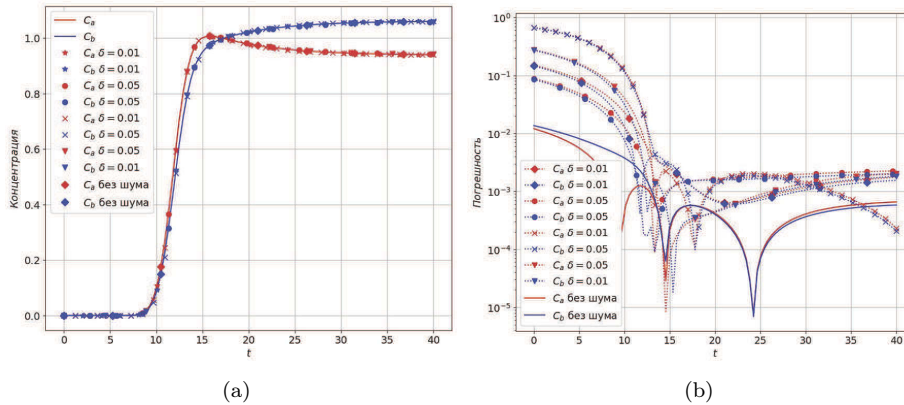 1.0
0.8
0.6
0.4
0.2
0.0
Концентрация
C_a
C_b
C_a δ = 0.01
C_b δ = 0.01
C_a δ = 0.05
C_b δ = 0.05
C_a δ = 0.01
C_b δ = 0.05
C_a δ = 0.05
C_b δ = 0.01
C_a без шума
C_b без шума
0 5 10 15 20 25 30 35 40
t
(a)
10^0
10^-1
10^-2
10^-3
10^-4
10^-5
Погрешность
C_a δ = 0.01
C_b δ = 0.01
C_a δ = 0.05
C_b δ = 0.05
C_a δ = 0.01
C_b δ = 0.05
C_a δ = 0.05
C_b δ = 0.01
C_a без шума
C_b без шума
0 5 10 15 20 25 30 35 40
t
(b)